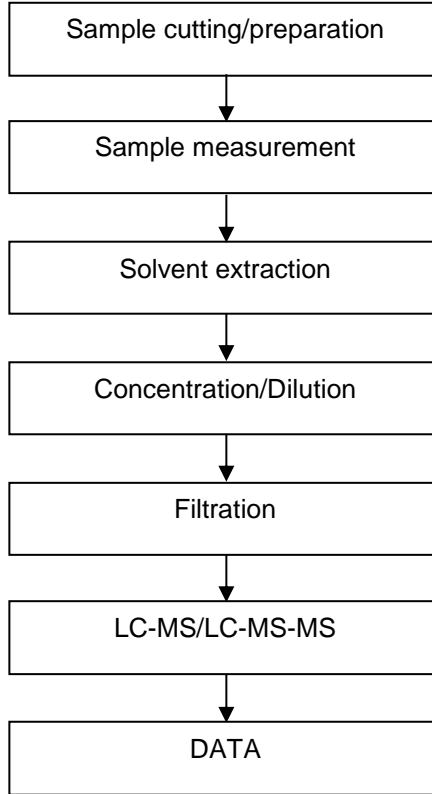 Sample cutting/preparation
Sample measurement
Solvent extraction
Concentration/Dilution
Filtration
LC-MS/LC-MS-MS
DATA